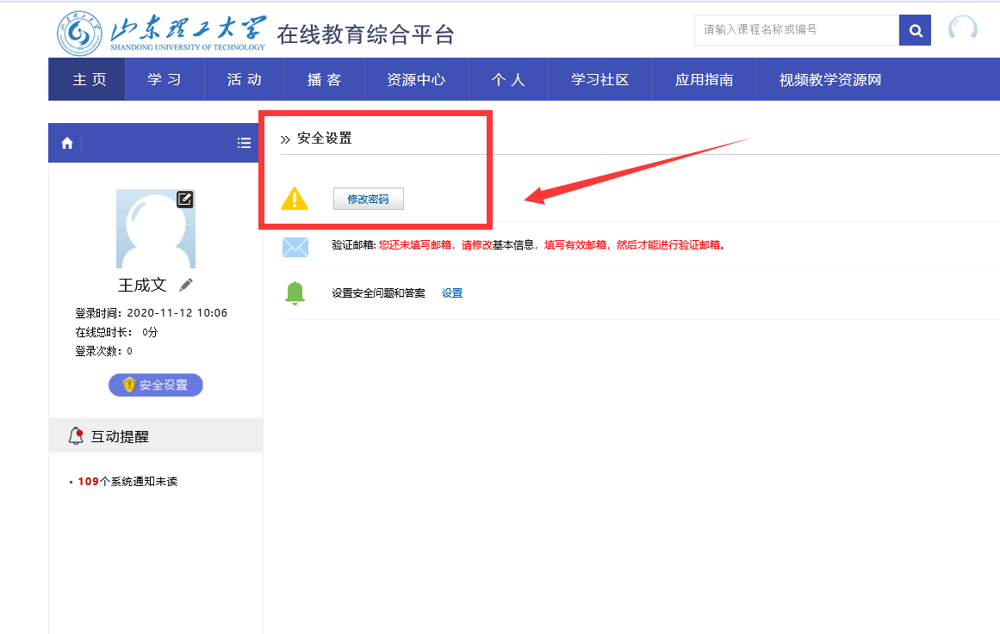 山东理工大学
SHANDONG UNIVERSITY OF TECHNOLOGY
在线教育综合平台
请输入课程名称或编号
主 页 学 习 活 动 播 客 资源中心 个 人 学习社区 应用指南 视频教学资源网
» 安全设置
修改密码
验证邮箱: 您还未填写邮箱，请修改基本信息，填写有效邮箱，然后才能进行验证邮箱。
设置安全问题和答案 设置
王成文
登录时间：2020-11-12 10:06
在线总时长： 0分
登录次数：0
安全设置
互动提醒
109个系统通知未读